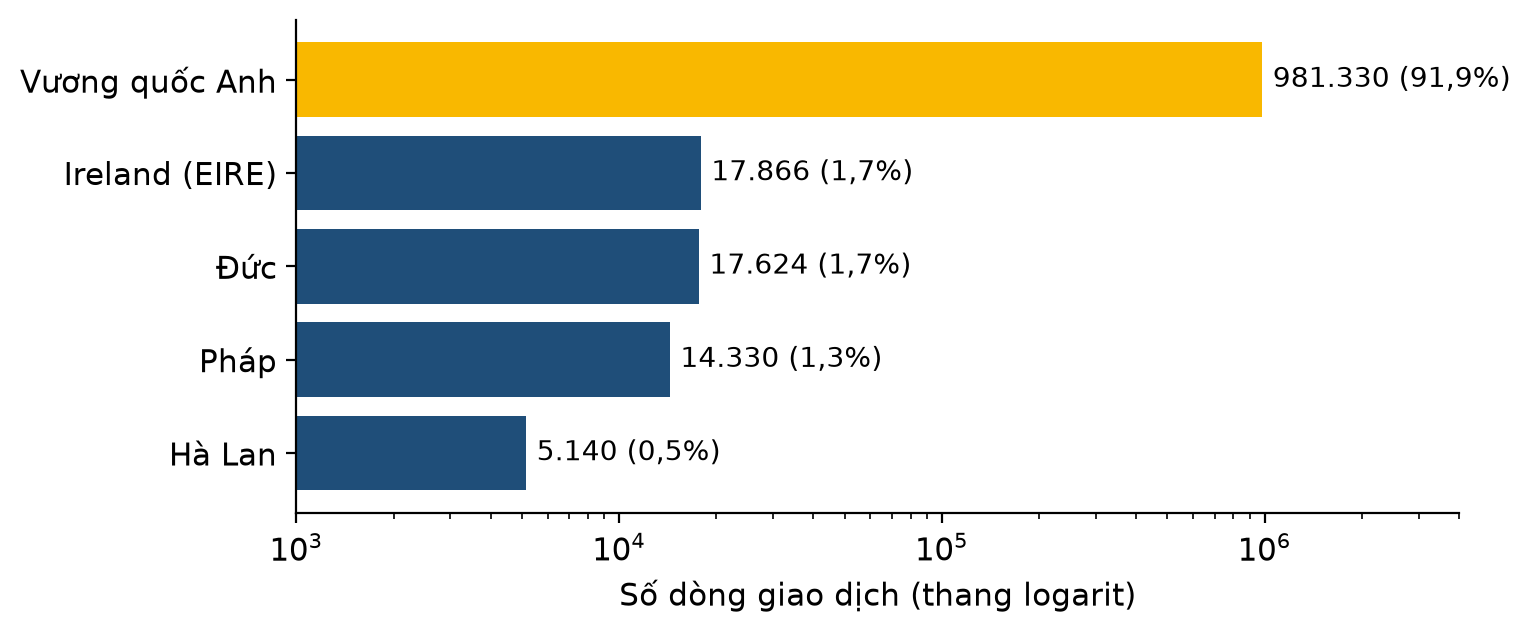 Vương quốc Anh 981.330 (91,9%)
Ireland (EIRE) 17.866 (1,7%)
Đức 17.624 (1,7%)
Pháp 14.330 (1,3%)
Hà Lan 5.140 (0,5%)
10³ 10⁴ 10⁵ 10⁶
Số dòng giao dịch (thang logarit)